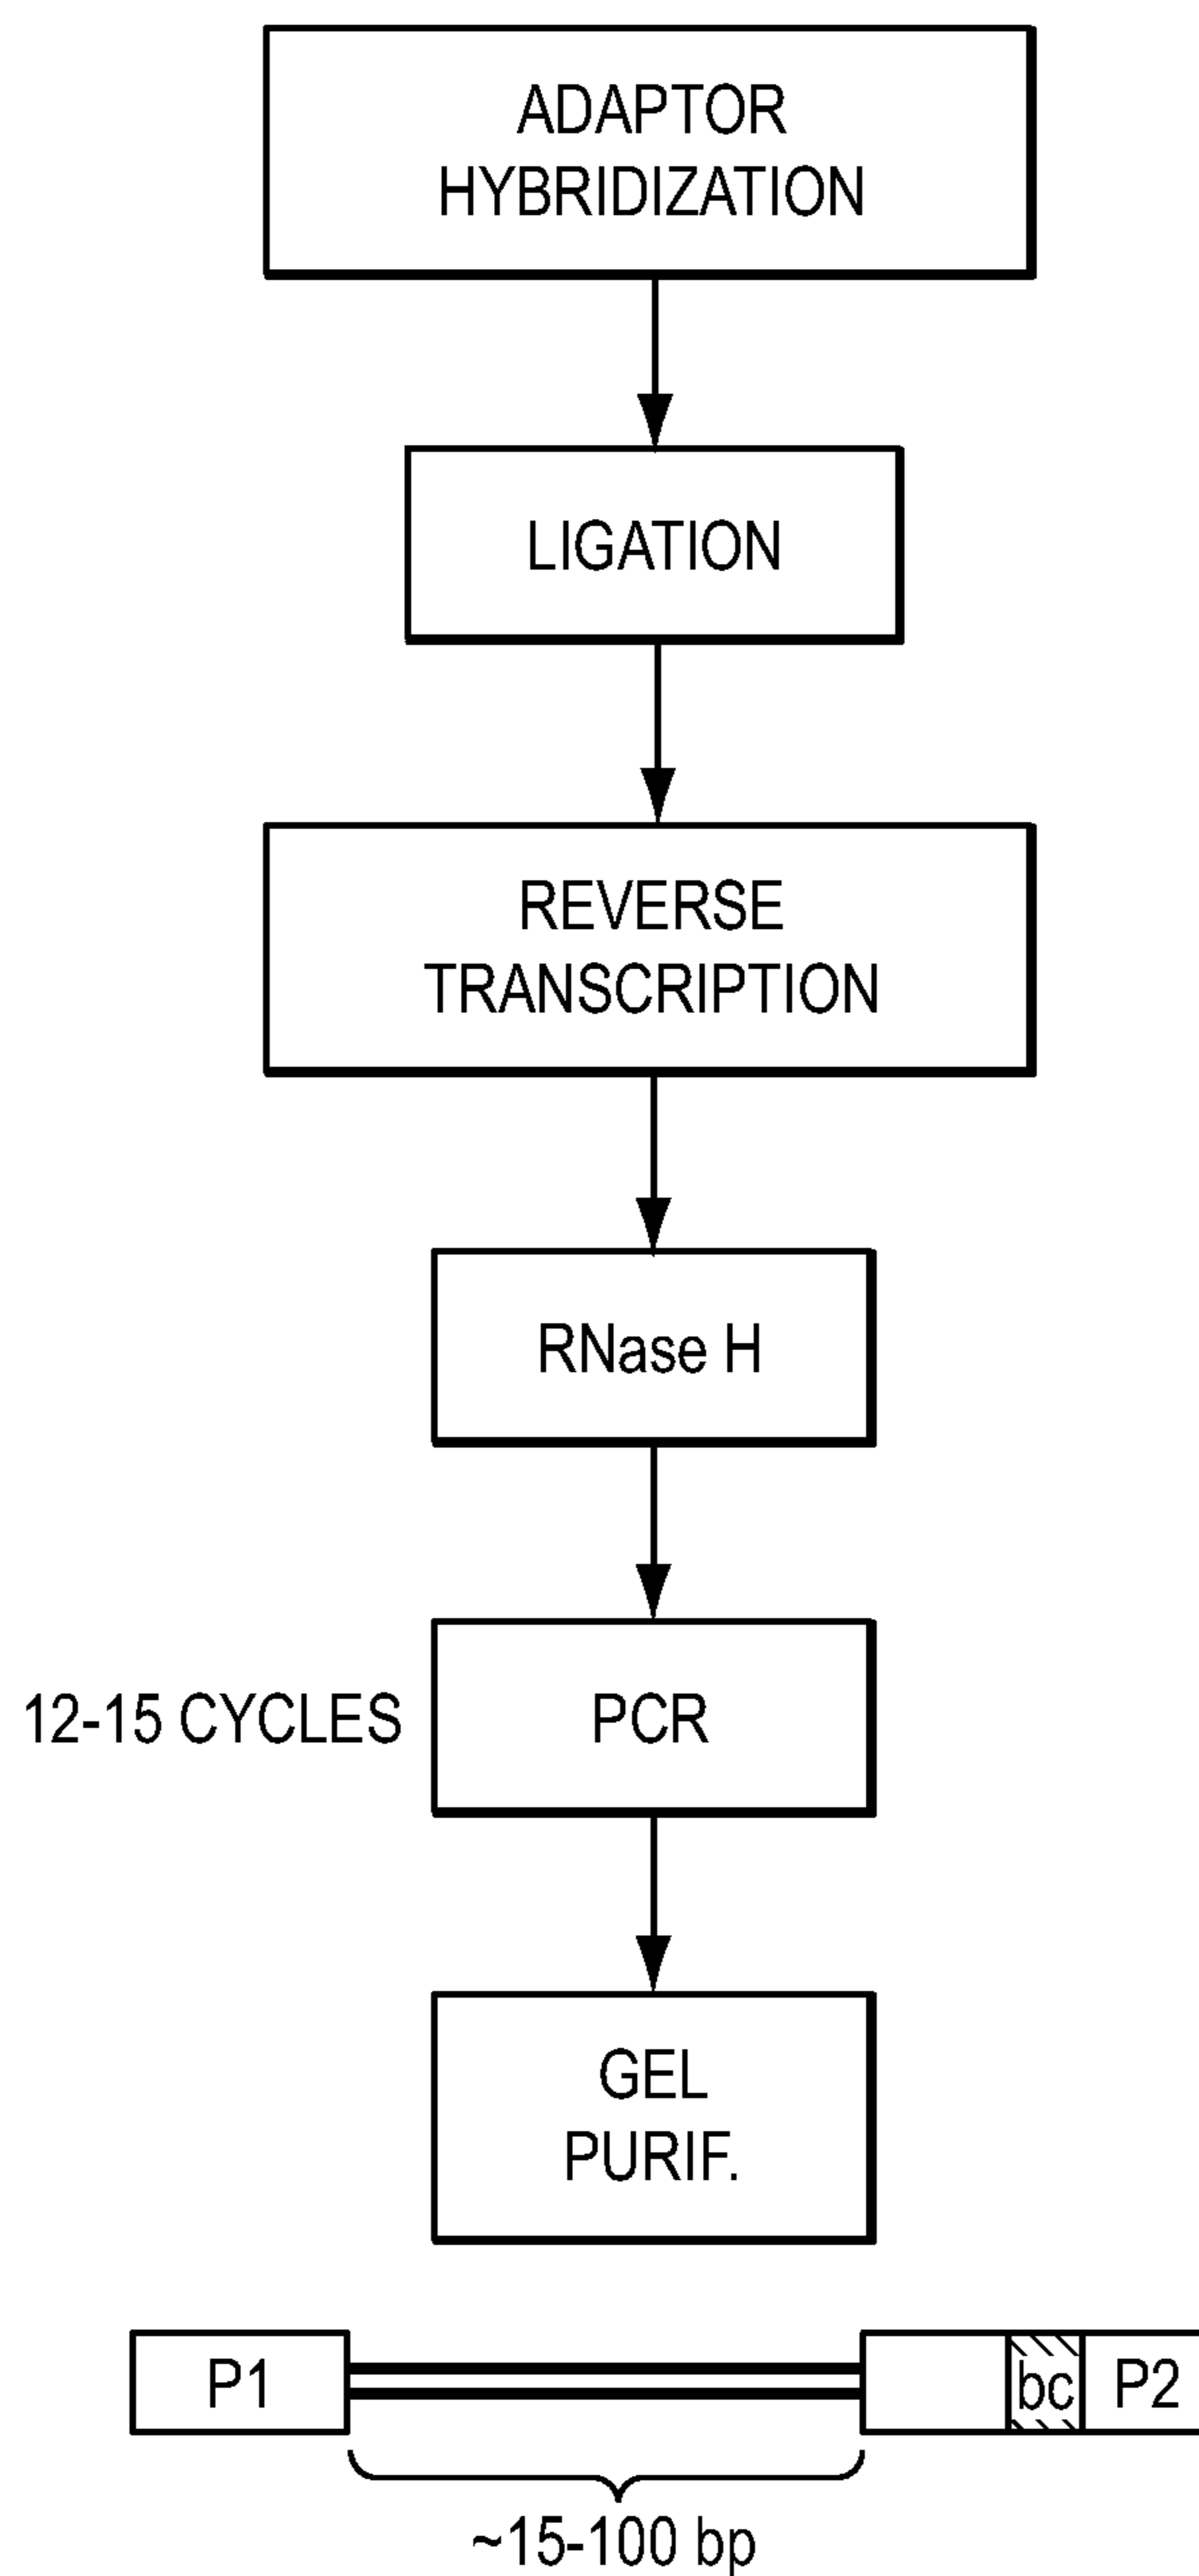 ADAPTOR
HYBRIDIZATION
LIGATION
REVERSE
TRANSCRIPTION
RNase H
12-15 CYCLES PCR
GEL
PURIF.
P1 bc P2
~15-100 bp